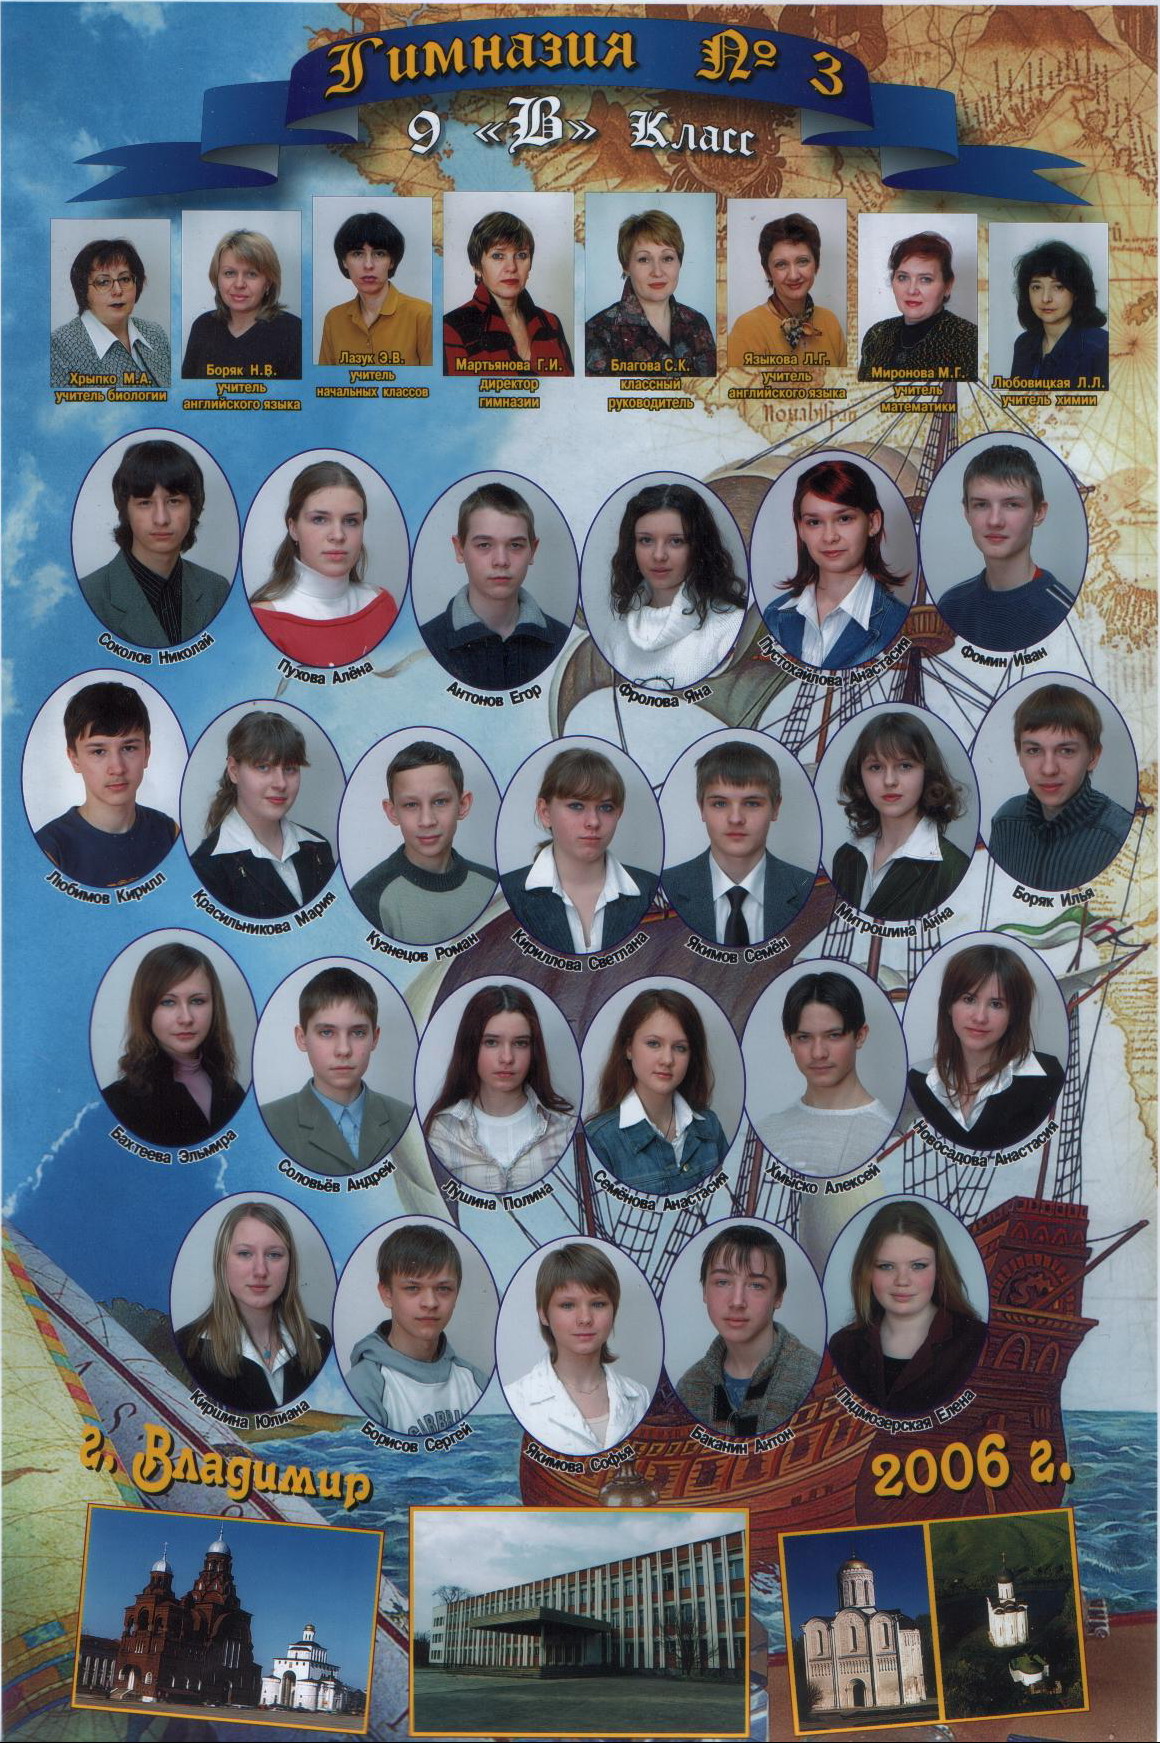 Гимназия № 3
9 «В» Класс
Хрыпко М.А.
учитель биологии
Боряк Н.В.
учитель
английского языка
Лазук Э.В.
учитель
начальных классов
Мартьянова Г.И.
директор
гимназии
Благова С.К.
классный
руководитель
Языкова Л.Г.
учитель
английского языка
Миронова М.Г.
учитель
математики
Любовицкая Л.Л.
учитель химии
Соколов Николай
Пухова Алёна
Антонов Егор
Фролова Яна
Пустохайлова Анастасия
Фомин Иван
Любимов Кирилл
Красильникова Мария
Кузнецов Роман
Кириллова Светлана
Якимов Семён
Митрошина Анна
Боряк Илья
Бахтеева Эльмира
Соловьёв Андрей
Лушина Полина
Семёнова Анастасия
Хмыско Алексей
Новосадова Анастасия
Киршина Юлиана
Борисов Сергей
Якимова Софья
Баканин Антон
Пидмозерская Елена
г. Владимир
2006 г.